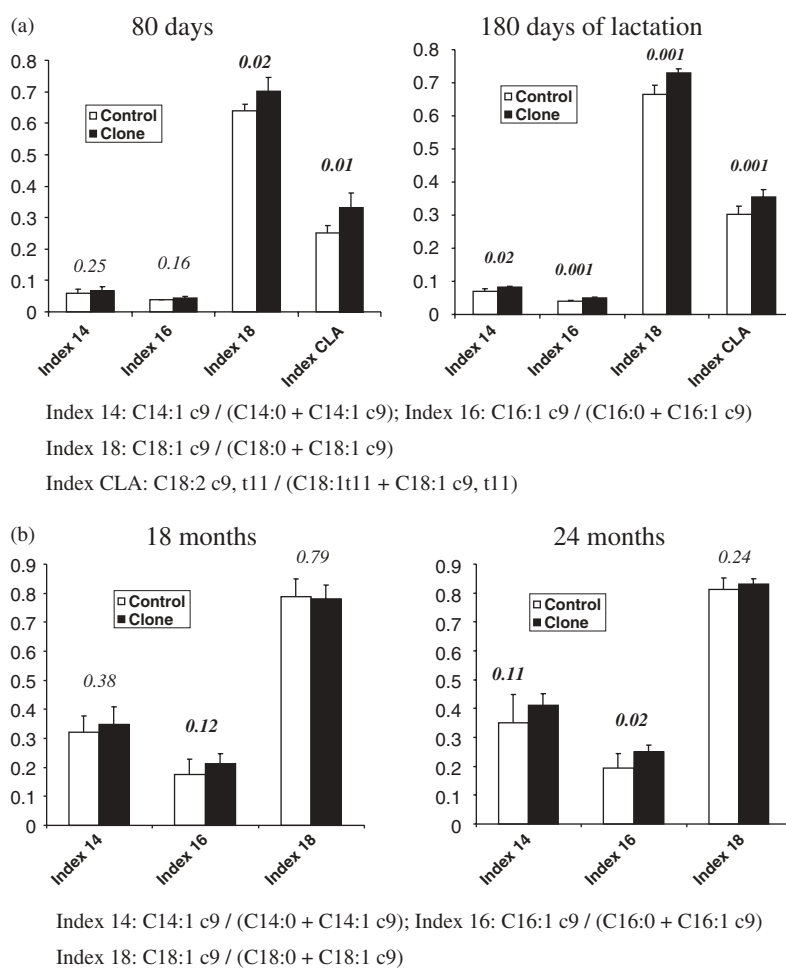 (a) 80 days 180 days of lactation
0.8
0.7
0.6
0.5
0.4
0.3
0.2
0.1
0
Control
Clone
0.25
0.16
0.02
0.01
Index 14 Index 16 Index 18 Index CLA
0.8
0.7
0.6
0.5
0.4
0.3
0.2
0.1
0
Control
Clone
0.02
0.001
0.001
0.001
Index 14 Index 16 Index 18 Index CLA
Index 14: C14:1 c9 / (C14:0 + C14:1 c9); Index 16: C16:1 c9 / (C16:0 + C16:1 c9)
Index 18: C18:1 c9 / (C18:0 + C18:1 c9)
Index CLA: C18:2 c9, t11 / (C18:1t11 + C18:1 c9, t11)
(b) 18 months 24 months
0.9
0.8
0.7
0.6
0.5
0.4
0.3
0.2
0.1
0
Control
Clone
0.38
0.12
0.79
Index 14 Index 16 Index 18
0.9
0.8
0.7
0.6
0.5
0.4
0.3
0.2
0.1
0
Control
Clone
0.11
0.02
0.24
Index 14 Index 16 Index 18
Index 14: C14:1 c9 / (C14:0 + C14:1 c9); Index 16: C16:1 c9 / (C16:0 + C16:1 c9)
Index 18: C18:1 c9 / (C18:0 + C18:1 c9)